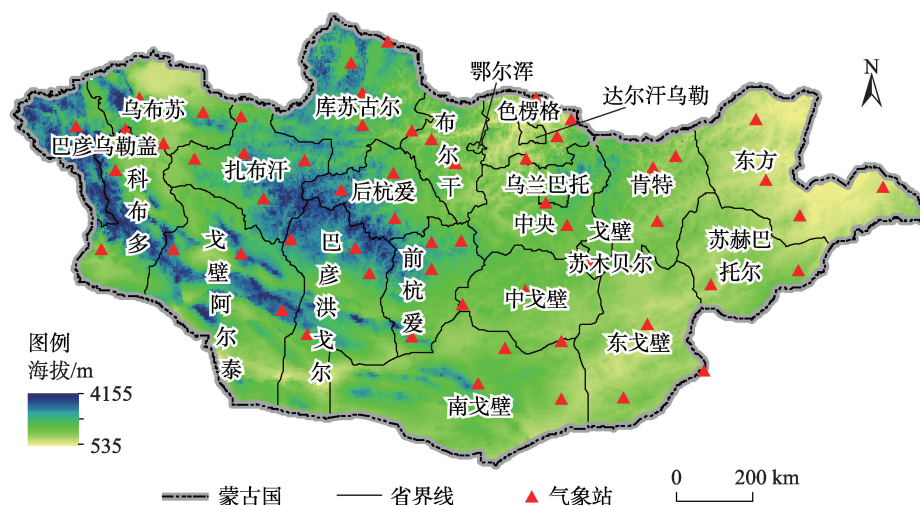 N
鄂尔浑
达尔汗乌勒
乌布苏
库苏古尔
布尔干
色楞格
东方
巴彦乌勒盖
扎布汗
后杭爱
乌兰巴托
肯特
科布多
中央
戈壁
苏木贝尔
苏赫巴
托尔
戈壁阿尔泰
巴彦洪戈尔
前杭爱
中戈壁
东戈壁
南戈壁
图例
海拔/m
4155
535
0 200 km
蒙古国 省界线 气象站